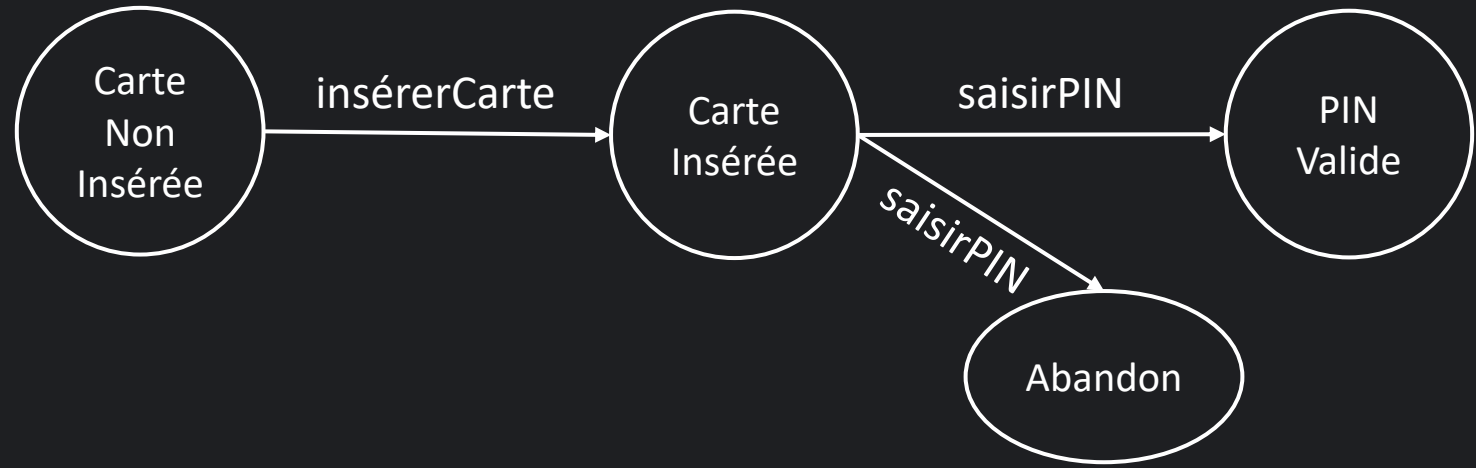 Carte
Non
Insérée
insérerCarte
Carte
Insérée
saisirPIN
PIN
Valide
saisirPIN
Abandon